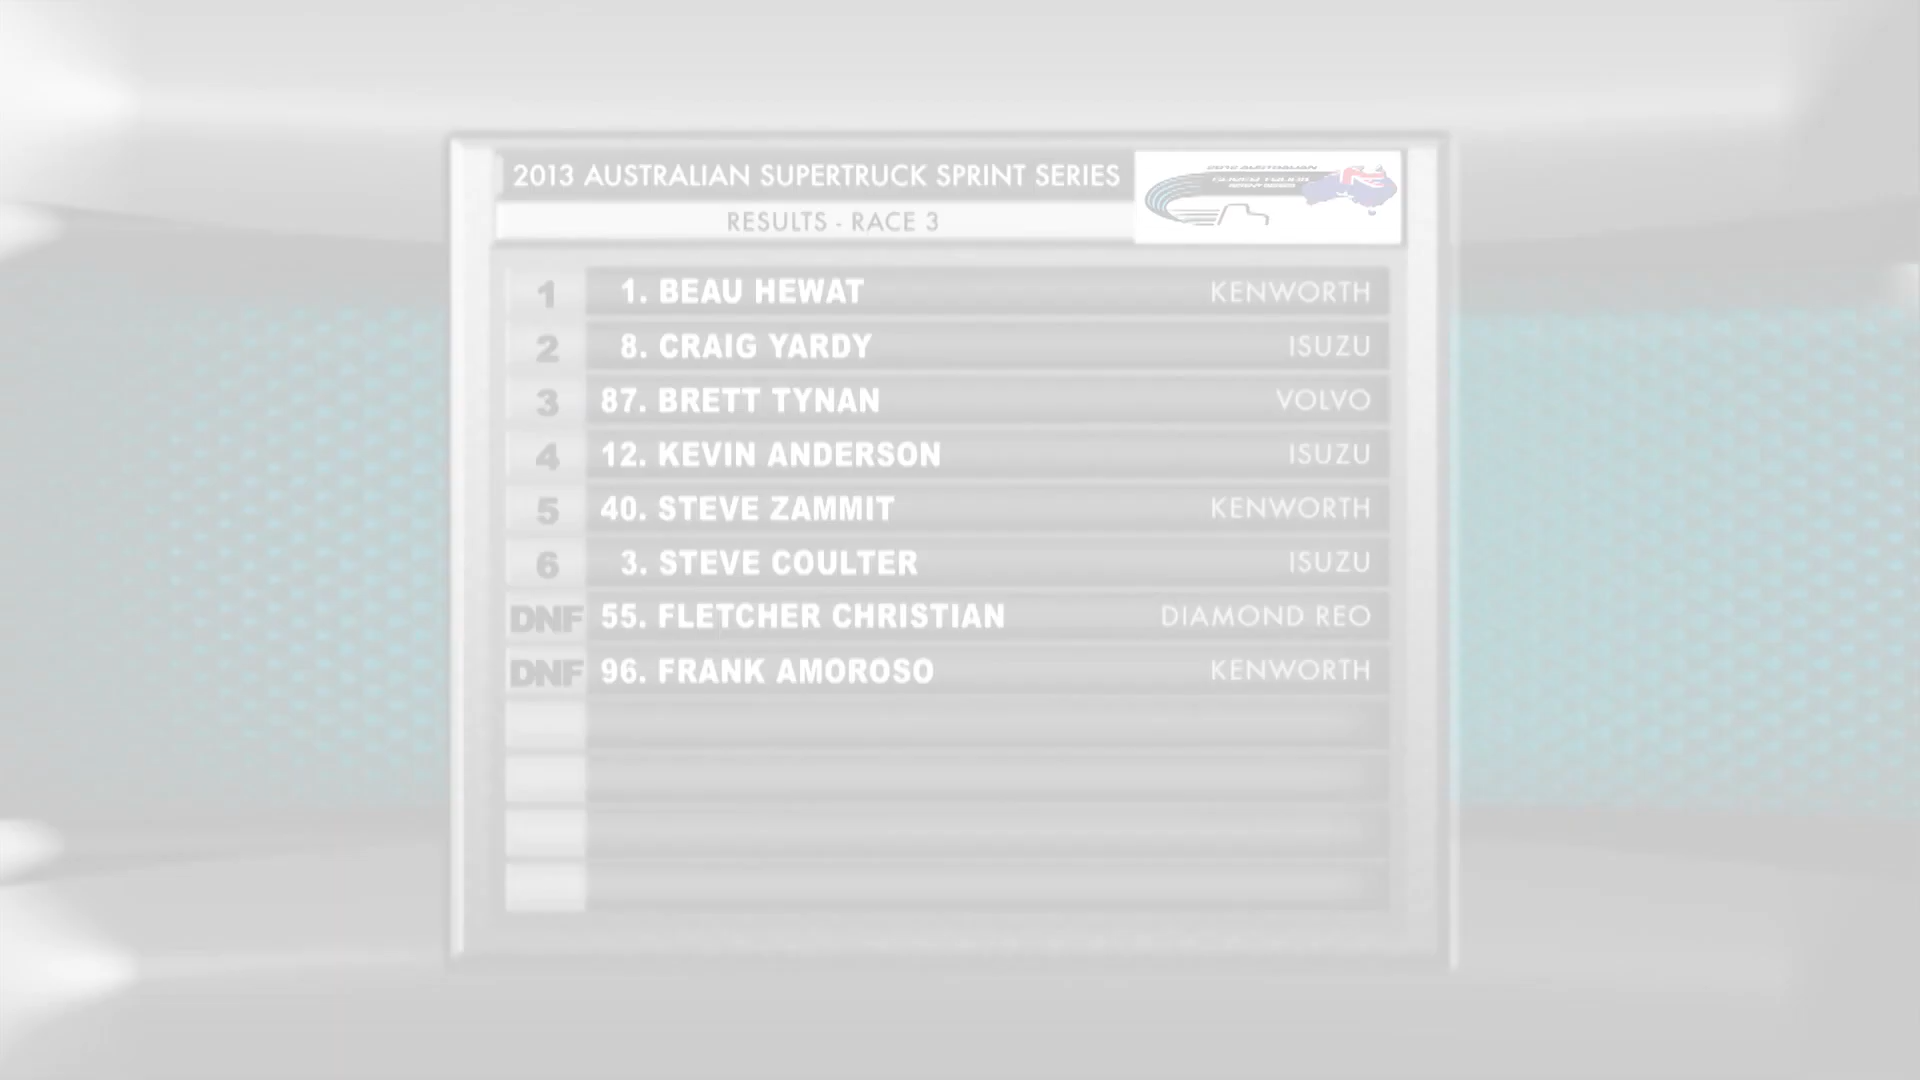 2013 AUSTRALIAN SUPERTRUCK SPRINT SERIES
RESULTS - RACE 3
1 1. BEAU HEWAT KENWORTH
2 8. CRAIG YARDY ISUZU
3 87. BRETT TYNAN VOLVO
4 12. KEVIN ANDERSON ISUZU
5 40. STEVE ZAMMIT KENWORTH
6 3. STEVE COULTER ISUZU
DNF 55. FLETCHER CHRISTIAN DIAMOND REO
DNF 96. FRANK AMOROSO KENWORTH